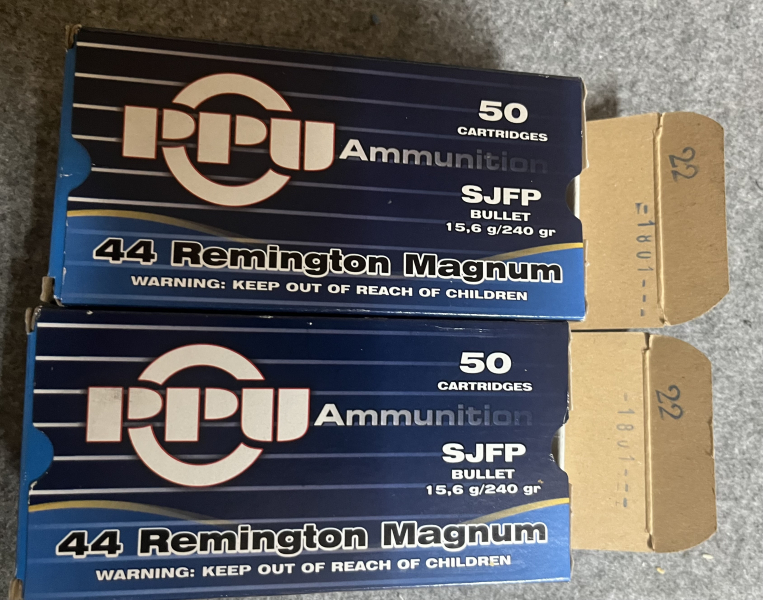 PPU
Ammunition
50
CARTRIDGES
SJFP
BULLET
15,6 g/240 gr
44 Remington Magnum
WARNING: KEEP OUT OF REACH OF CHILDREN
22
=1801---
PPU
Ammunition
50
CARTRIDGES
SJFP
BULLET
15,6 g/240 gr
44 Remington Magnum
WARNING: KEEP OUT OF REACH OF CHILDREN
22
-1801---